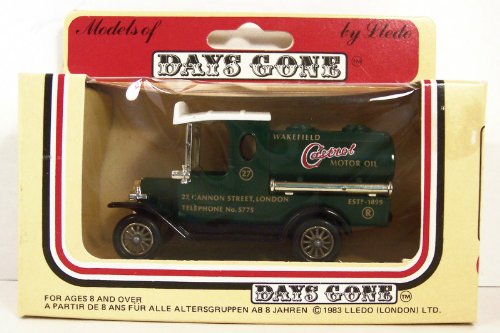 Models of by Lledo
DAYS GONE™
WAKEFIELD
Castrol
MOTOR OIL
27
27, CANNON STREET, LONDON
TELEPHONE No. 5775
ESTD. 1899
®
DAYS GONE™
FOR AGES 8 AND OVER
A PARTIR DE 8 ANS FÜR ALLE ALTERSGRUPPEN AB 8 JAHREN © 1983 LLEDO (LONDON) LTD.